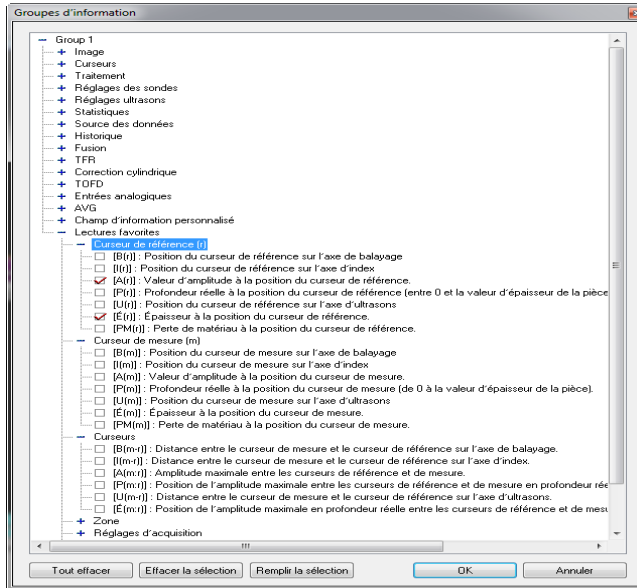 Groupes d'information
Group 1
Image
Curseurs
Traitement
Réglages des sondes
Réglages ultrasons
Statistiques
Source des données
Historique
Fusion
TFR
Correction cylindrique
TOFD
Entrées analogiques
AVG
Champ d'information personnalisé
Lectures favorites
Curseur de référence (r)
[B(r)] : Position du curseur de référence sur l'axe de balayage
[I(r)] : Position du curseur de référence sur l'axe d'index
[A(r)] : Valeur d'amplitude à la position du curseur de référence.
[P(r)] : Profondeur réelle à la position du curseur de référence (entre 0 et la valeur d'épaisseur de la pièce
[U(r)] : Position du curseur de référence sur l'axe d'ultrasons
[É(r)] : Épaisseur à la position du curseur de référence.
[PM(r)] : Perte de matériau à la position du curseur de référence.
Curseur de mesure (m)
[B(m)] : Position du curseur de mesure sur l'axe de balayage
[I(m)] : Position du curseur de mesure sur l'axe d'index
[A(m)] : Valeur d'amplitude à la position du curseur de mesure.
[P(m)] : Profondeur réelle à la position du curseur de mesure (de 0 à la valeur d'épaisseur de la pièce).
[U(m)] : Position du curseur de mesure sur l'axe d'ultrasons
[É(m)] : Épaisseur à la position du curseur de mesure.
[PM(m)] : Perte de matériau à la position du curseur de mesure.
Curseurs
[B(m-r)] : Distance entre le curseur de mesure et le curseur de référence sur l'axe de balayage.
[I(m-r)] : Distance entre le curseur de mesure et le curseur de référence sur l'axe d'index.
[A(m:r)] : Amplitude maximale entre les curseurs de référence et de mesure.
[P(m:r)] : Position de l'amplitude maximale entre les curseurs de référence et de mesure en profondeur rée
[U(m-r)] : Distance entre le curseur de mesure et le curseur de référence sur l'axe d'ultrasons.
[É(m:r)] : Position de l'amplitude maximale en profondeur réelle entre les curseurs de référence et de mesu
Zone
Réglages d'acquisition
Tout effacer Effacer la sélection Remplir la sélection OK Annuler